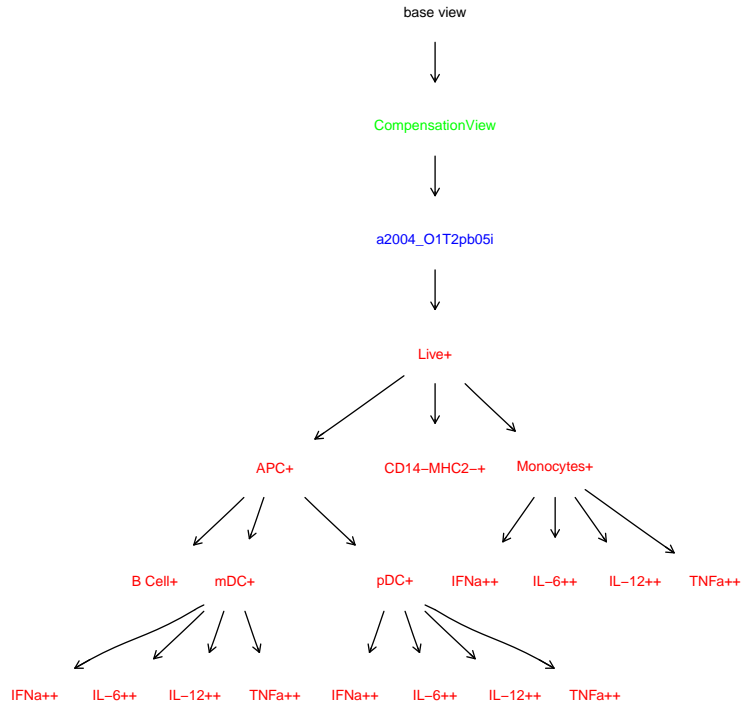 base view
CompensationView
a2004_O1T2pb05i
Live+
APC+ CD14−MHC2−+ Monocytes+
B Cell+ mDC+ pDC+ IFNa++ IL−6++ IL−12++ TNFa++
IFNa++ IL−6++ IL−12++ TNFa++ IFNa++ IL−6++ IL−12++ TNFa++